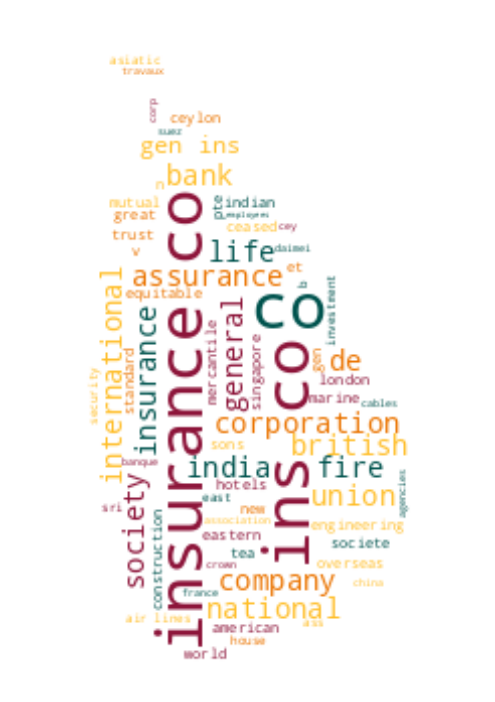 asiatic
travaux
corp
ceylon
suez
gen ins
bank
n
mutual
pte
indian
great
employees
ceased
cey
trust
v
life
daimei
insurance co
assurance
et
equitable
international
b
investment
co
general
insurance
mercantile
singapore
ins co
gen
de
standard
london
security
marine
cables
corporation
sons
british
banque
india
fire
society
hotels
agencies
east
union
sri
new
construction
association
engineering
eastern
societe
tea
crown
overseas
company
china
france
national
air lines
american
ass
house
world